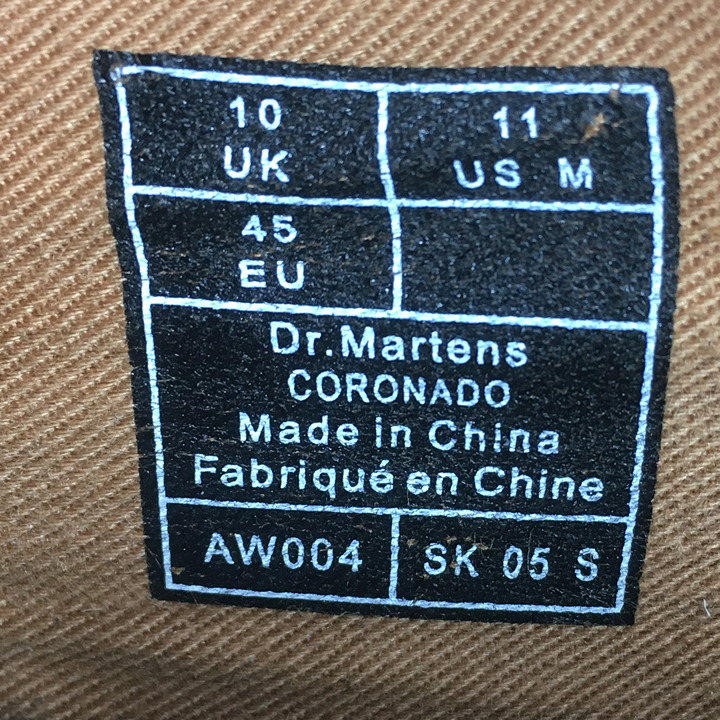 10 11
UK US M
45
EU
Dr.Martens
CORONADO
Made in China
Fabriqué en Chine
AW004 SK 05 S